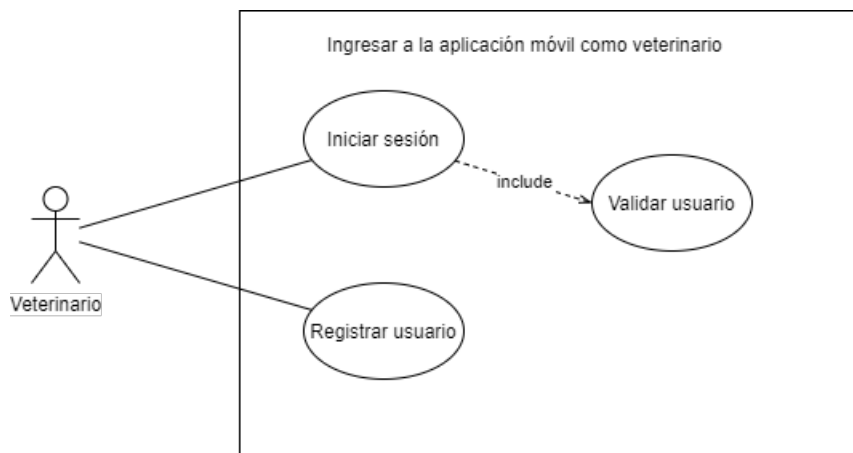 Ingresar a la aplicación móvil como veterinario
Iniciar sesión
include
Validar usuario
Veterinario
Registrar usuario